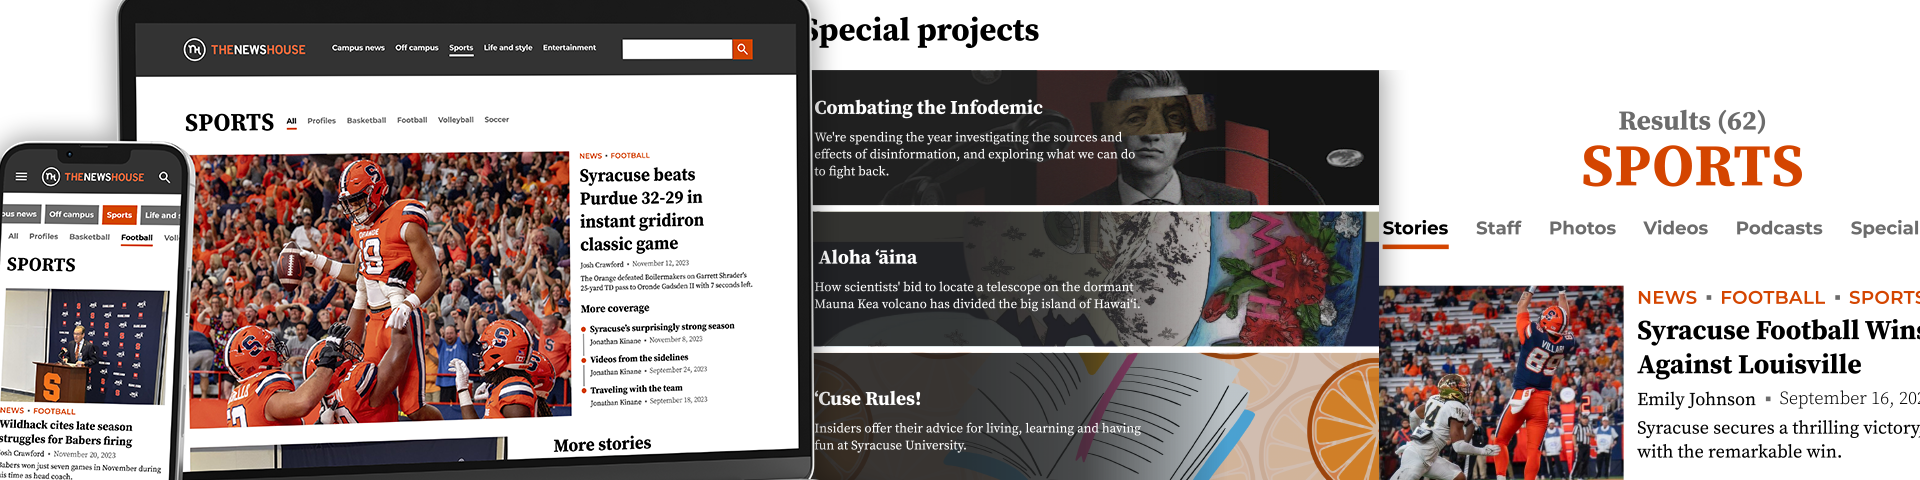 TH THENEWSHOUSE
Campus news Off campus Sports Life and style Entertainment
SPORTS All Profiles Basketball Football Volleyball Soccer
NEWS • FOOTBALL
Syracuse beats
Purdue 32-29 in
instant gridiron
classic game
Josh Crawford • November 12, 2023
The Orange defeated Boilermakers on Garrett Shrader's
25-yard TD pass to Oronde Gadsden II with 7 seconds left.
More coverage
Syracuse's surprisingly strong season
Jonathan Kinane • November 8, 2023
Videos from the sidelines
Jonathan Kinane • September 24, 2023
Traveling with the team
Jonathan Kinane • September 18, 2023
More stories
ORANGE
19
S
TH THENEWSHOUSE
pus news Off campus Sports Life and s
All Profiles Basketball Football Voll
SPORTS
S
NEWS • FOOTBALL
Wildhack cites late season
struggles for Babers firing
Josh Crawford • November 20, 2023
Babers won just seven games in November during
his time as head coach.
Special projects
Combating the Infodemic
We're spending the year investigating the sources and
effects of disinformation, and exploring what we can do
to fight back.
Aloha ʻāina
How scientists' bid to locate a telescope on the dormant
Mauna Kea volcano has divided the big island of Hawaiʻi.
HAW
‘Cuse Rules!
Insiders offer their advice for living, learning and having
fun at Syracuse University.
Results (62)
SPORTS
Stories Staff Photos Videos Podcasts Special
NEWS ▪ FOOTBALL ▪ SPORTS
Syracuse Football Wins
Against Louisville
Emily Johnson ▪ September 16, 202
Syracuse secures a thrilling victory,
with the remarkable win.